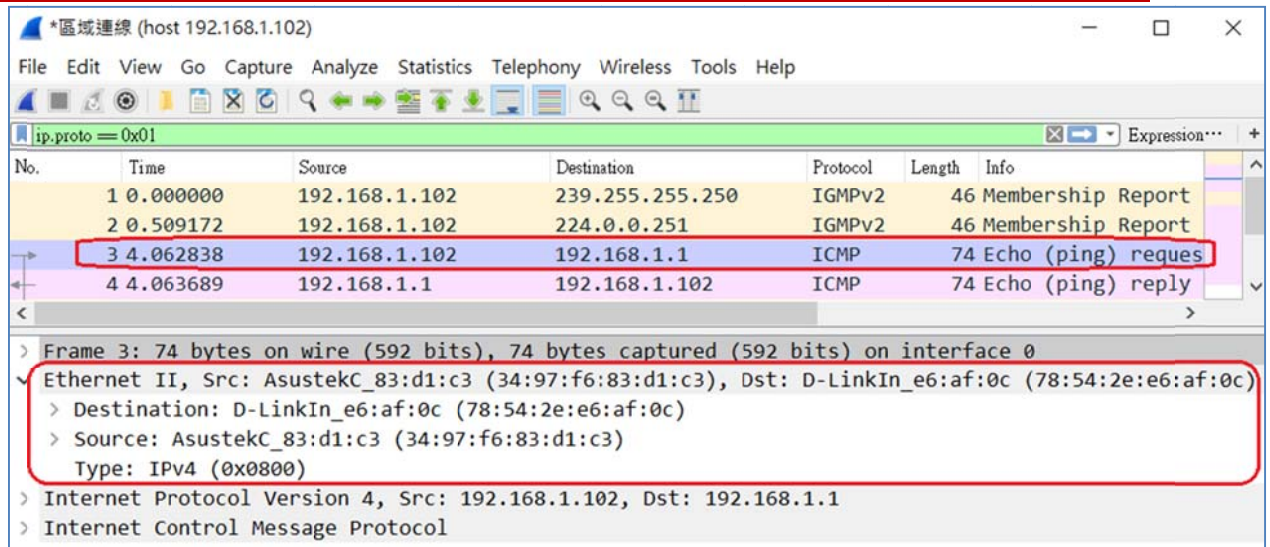 *區域連線 (host 192.168.1.102)
File Edit View Go Capture Analyze Statistics Telephony Wireless Tools Help
ip.proto == 0x01 Expression… +
No. Time Source Destination Protocol Length Info
1 0.000000 192.168.1.102 239.255.255.250 IGMPv2 46 Membership Report
2 0.509172 192.168.1.102 224.0.0.251 IGMPv2 46 Membership Report
3 4.062838 192.168.1.102 192.168.1.1 ICMP 74 Echo (ping) reques
4 4.063689 192.168.1.1 192.168.1.102 ICMP 74 Echo (ping) reply
Frame 3: 74 bytes on wire (592 bits), 74 bytes captured (592 bits) on interface 0
Ethernet II, Src: AsustekC_83:d1:c3 (34:97:f6:83:d1:c3), Dst: D-LinkIn_e6:af:0c (78:54:2e:e6:af:0c)
Destination: D-LinkIn_e6:af:0c (78:54:2e:e6:af:0c)
Source: AsustekC_83:d1:c3 (34:97:f6:83:d1:c3)
Type: IPv4 (0x0800)
Internet Protocol Version 4, Src: 192.168.1.102, Dst: 192.168.1.1
Internet Control Message Protocol